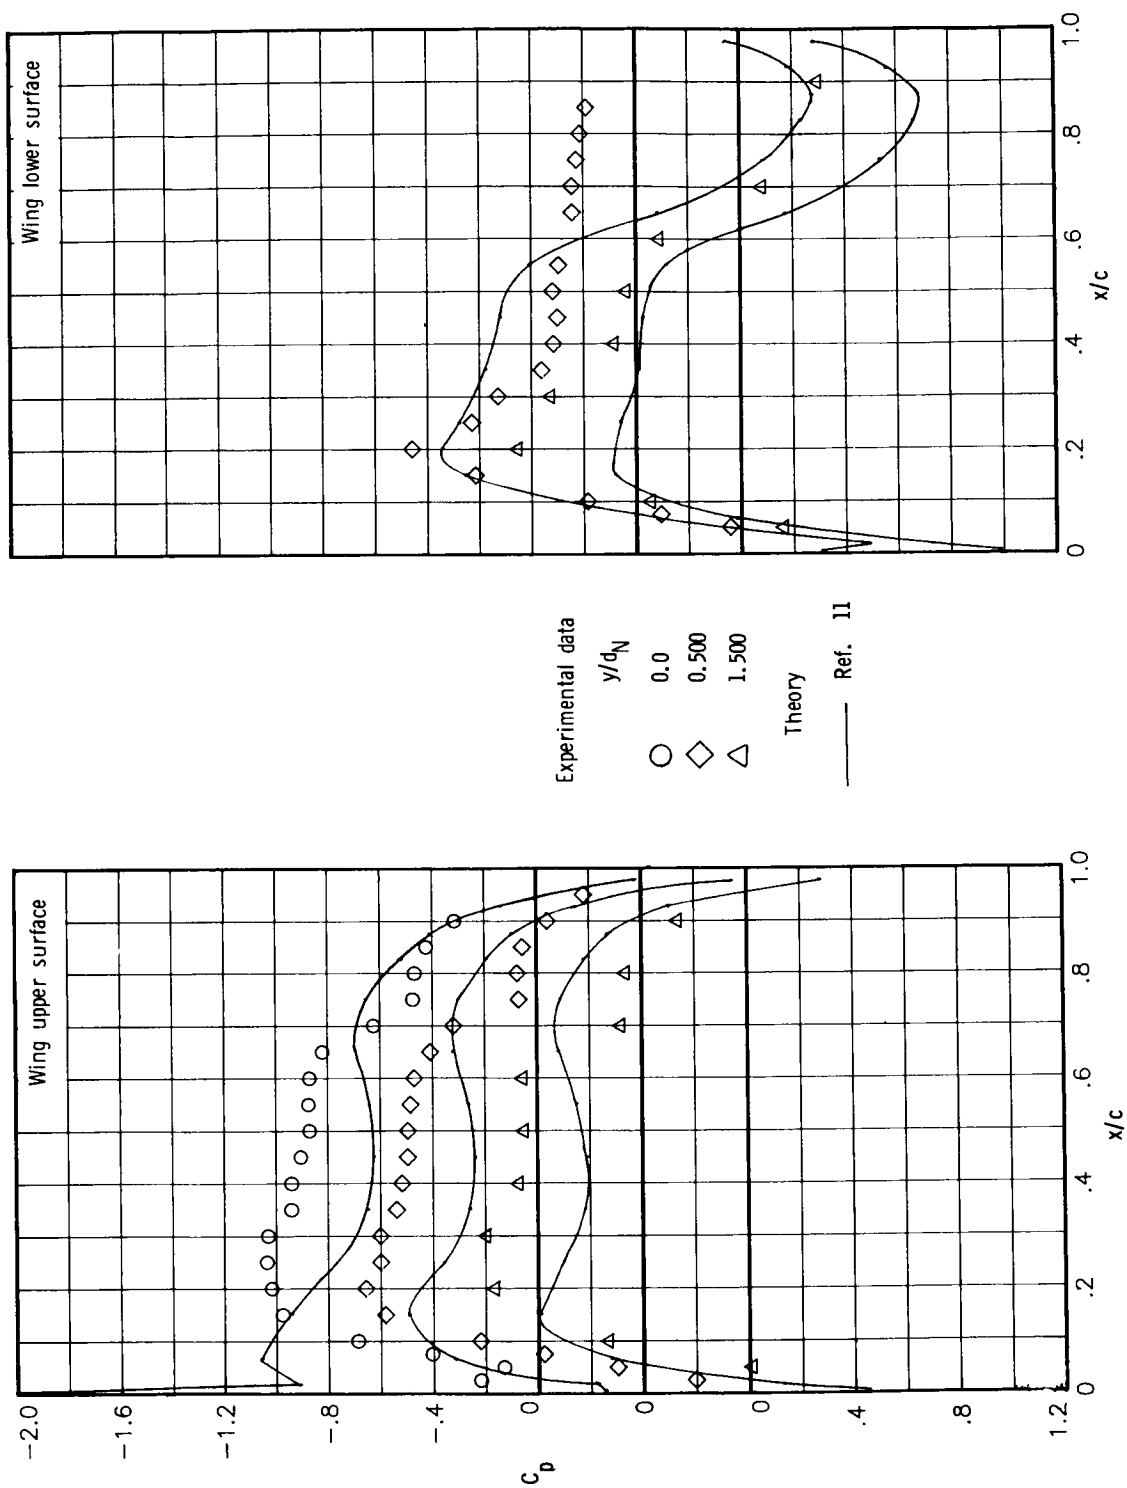 Wing upper surface
-2.0
-1.6
-1.2
-.8
-.4
0
0
0
.4
.8
1.2
Cp
0
.2
.4
.6
.8
1.0
x/c
Experimental data
y/dN
0.0
0.500
1.500
Theory
Ref. 11
Wing lower surface
0
.2
.4
.6
.8
1.0
x/c